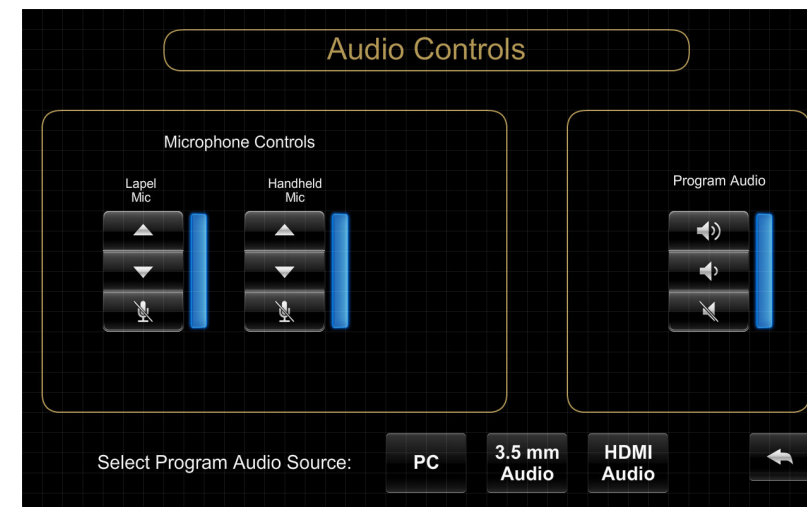 Audio Controls
Microphone Controls
Lapel
Mic
Handheld
Mic
Program Audio
Select Program Audio Source:
PC
3.5 mm
Audio
HDMI
Audio